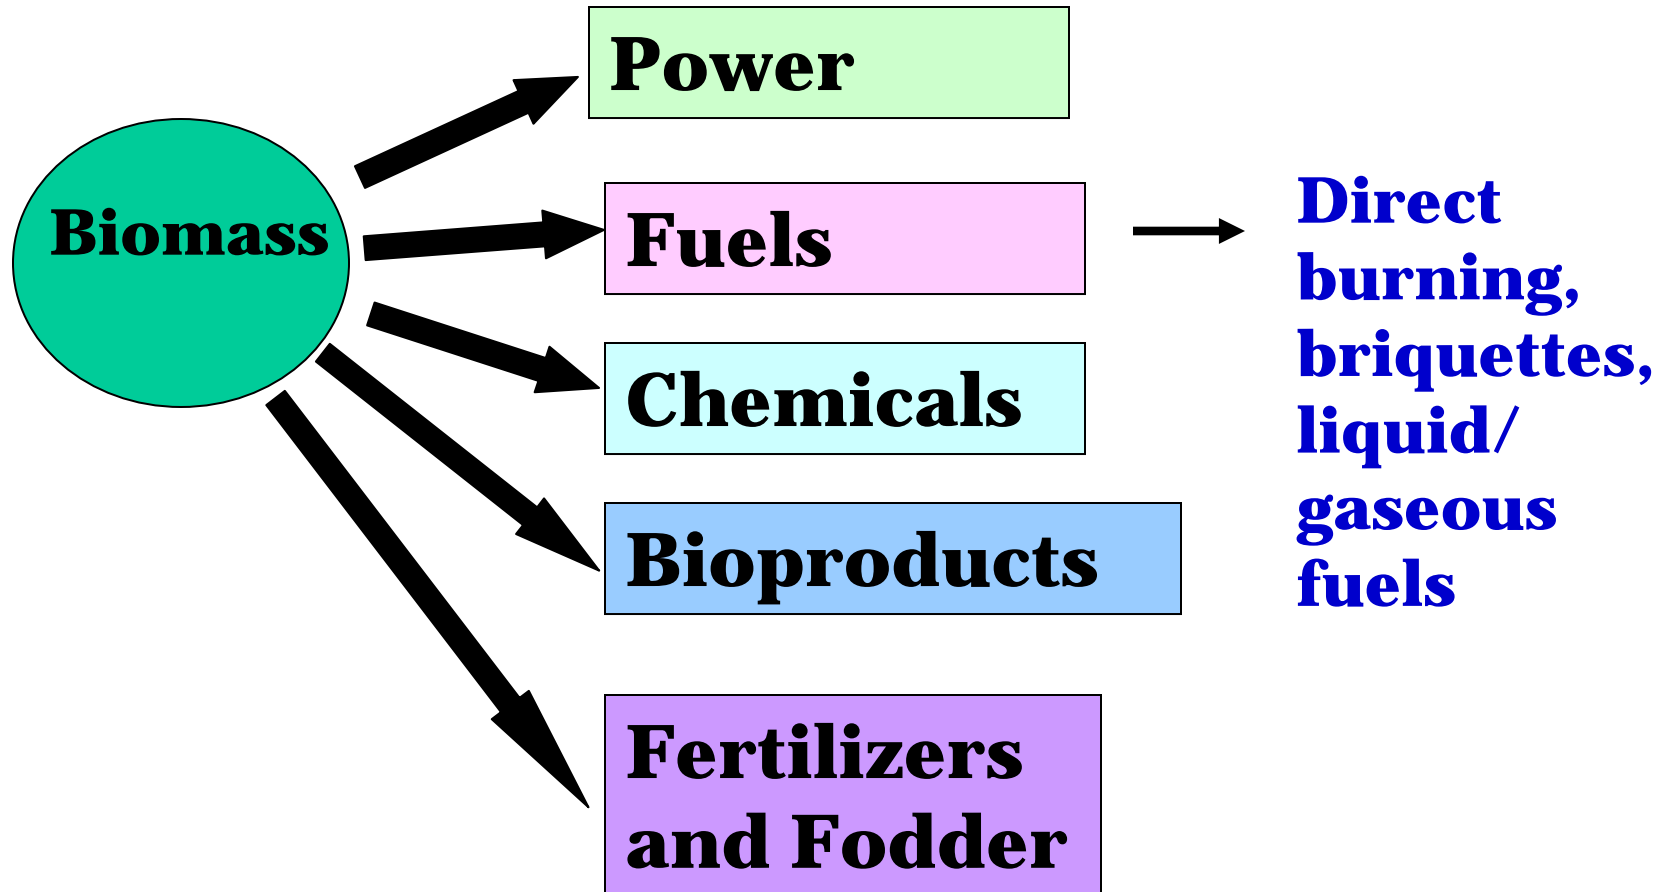 Power
Biomass
Fuels
Chemicals
Bioproducts
Fertilizers
and Fodder
Direct
burning,
briquettes,
liquid/
gaseous
fuels